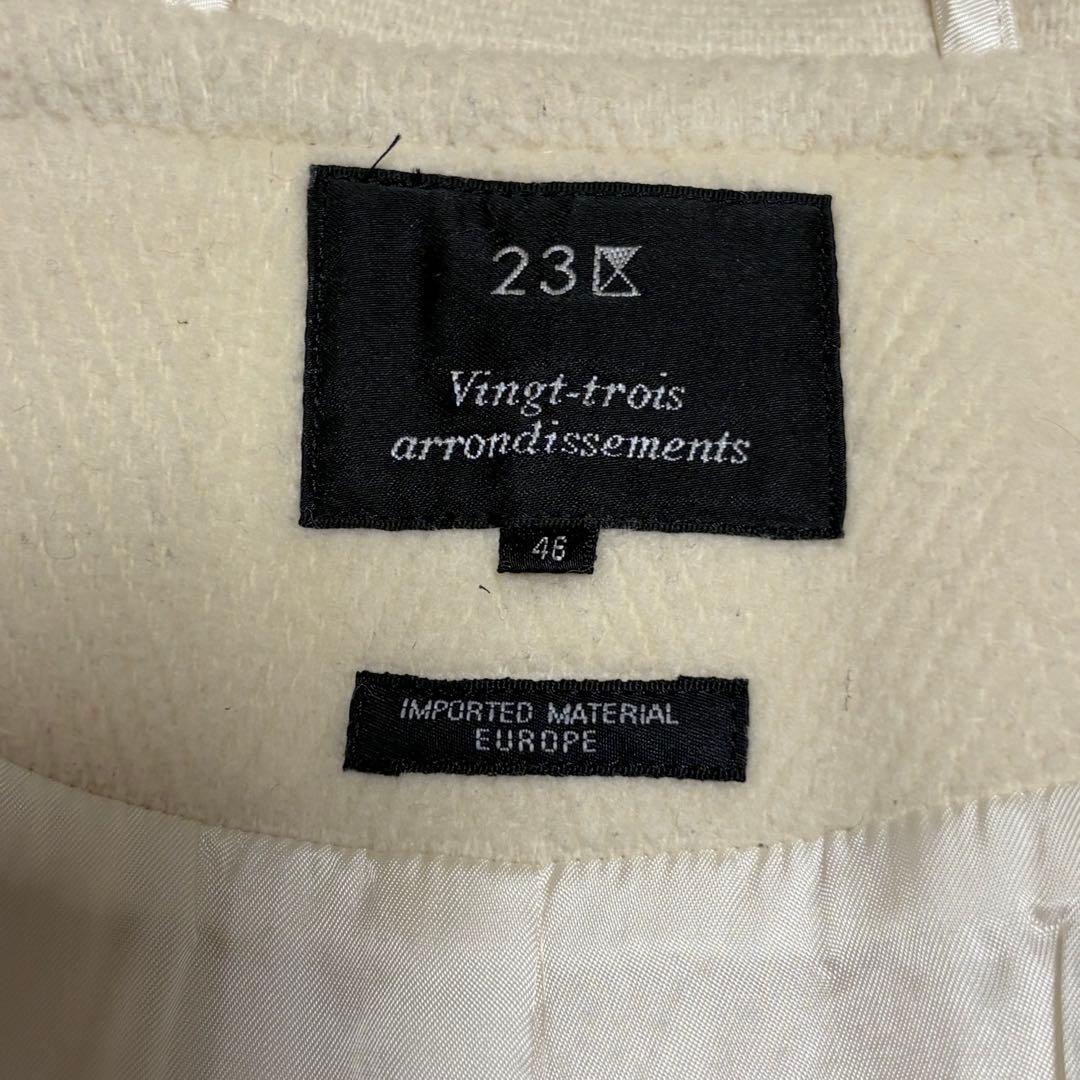 23区
Vingt-trois
arrondissements
46
IMPORTED MATERIAL
EUROPE